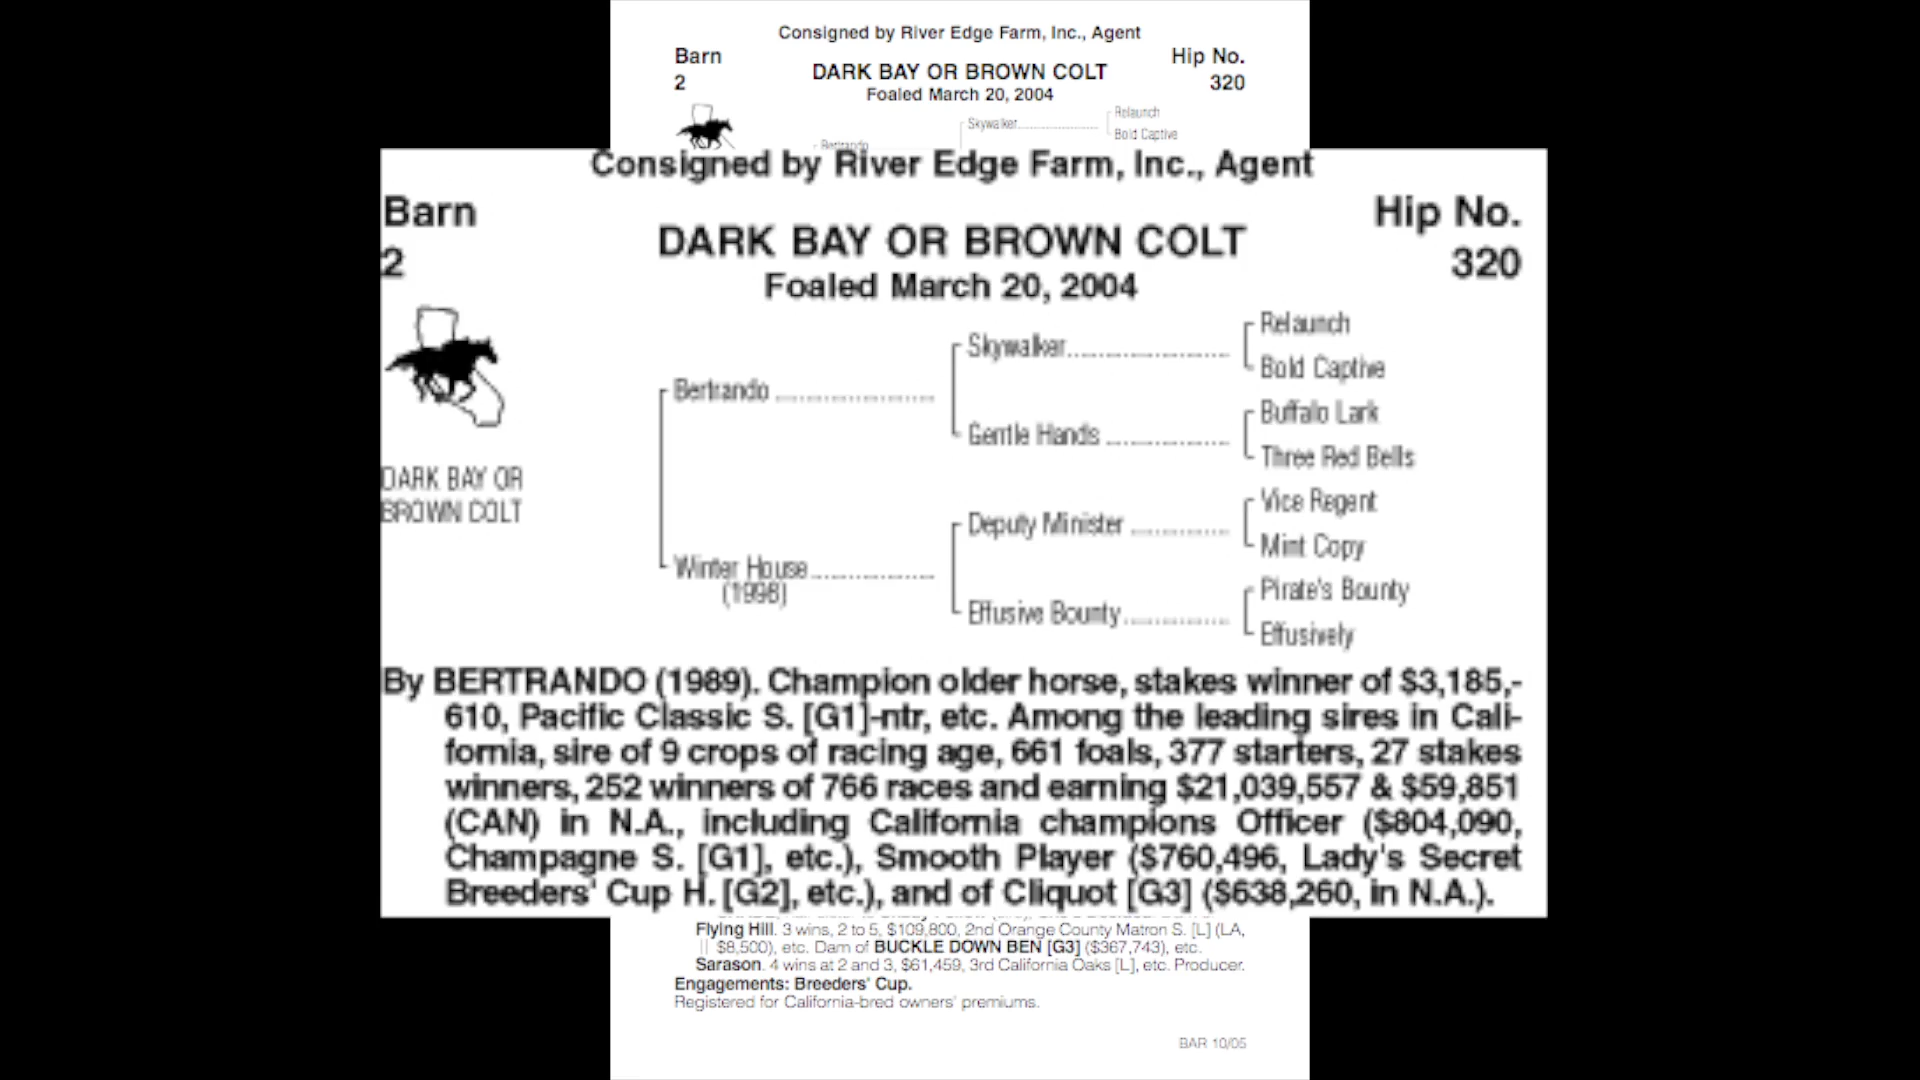 Consigned by River Edge Farm, Inc., Agent
Barn
Hip No.
2
DARK BAY OR BROWN COLT
320
Foaled March 20, 2004
Relaunch
Skywalker
Bold Captive
Bertrando
Consigned by River Edge Farm, Inc., Agent
Barn
Hip No.
2
DARK BAY OR BROWN COLT
320
Foaled March 20, 2004
Relaunch
Skywalker
Bold Captive
Bertrando
Buffalo Lark
Gentle Hands
Three Red Bells
DARK BAY OR
BROWN COLT
Vice Regent
Deputy Minister
Mint Copy
Winter House
(1998)
Pirate's Bounty
Effusive Bounty
Effusively
By BERTRANDO (1989). Champion older horse, stakes winner of $3,185,-
610, Pacific Classic S. [G1]-ntr, etc. Among the leading sires in Cali-
fornia, sire of 9 crops of racing age, 661 foals, 377 starters, 27 stakes
winners, 252 winners of 766 races and earning $21,039,557 & $59,851
(CAN) in N.A., including California champions Officer ($804,090,
Champagne S. [G1], etc.), Smooth Player ($760,496, Lady's Secret
Breeders' Cup H. [G2], etc.), and of Cliquot [G3] ($638,260, in N.A.).
Flying Hill. 3 wins, 2 to 5, $109,800, 2nd Orange County Matron S. [L] (LA,
$8,500), etc. Dam of BUCKLE DOWN BEN [G3] ($367,743), etc.
Sarason. 4 wins at 2 and 3, $61,459, 3rd California Oaks [L], etc. Producer.
Engagements: Breeders' Cup.
Registered for California-bred owners' premiums.
BAR 10/05